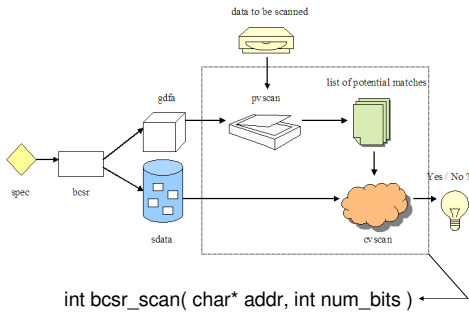 data to be scanned
list of potential matches
gdfa
pvscan
spec
bcsr
sdata
cvscan
Yes / No ?
int bcsr_scan( char* addr, int num_bits )